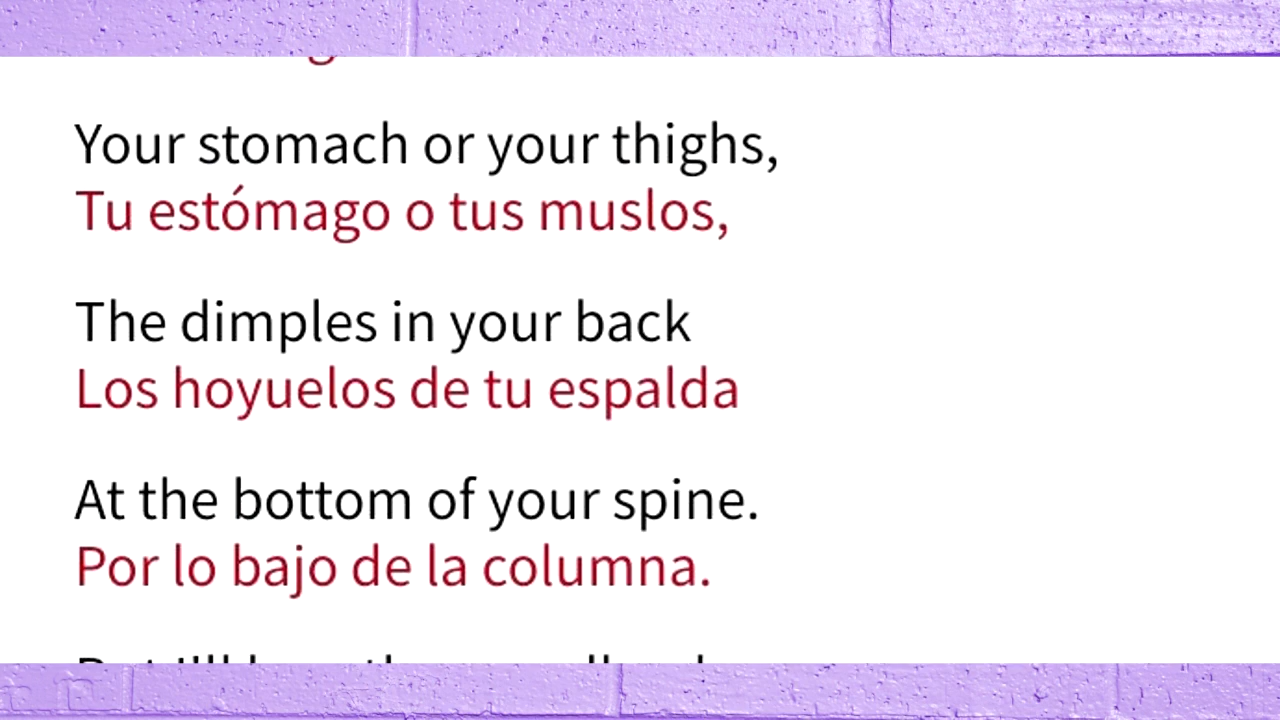 Your stomach or your thighs,
Tu estómago o tus muslos,
The dimples in your back
Los hoyuelos de tu espalda
At the bottom of your spine.
Por lo bajo de la columna.